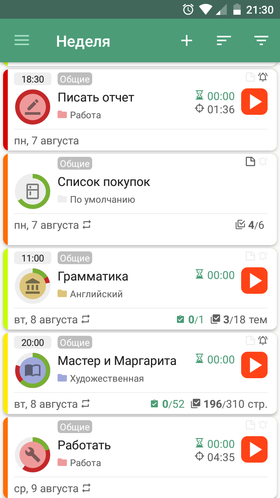 21:30
Неделя
18:30 Общие
Писать отчет 00:00
Работа 01:36
пн, 7 августа
Общие
Список покупок
По умолчанию
пн, 7 августа 4/6
11:00 Общие
Грамматика 00:00
Английский
вт, 8 августа 0/1 3/18 тем
20:00 Общие
Мастер и Маргарита 00:00
Художественная
вт, 8 августа 0/52 196/310 стр.
Общие
Работать 00:00
Работа 04:35
ср, 9 августа